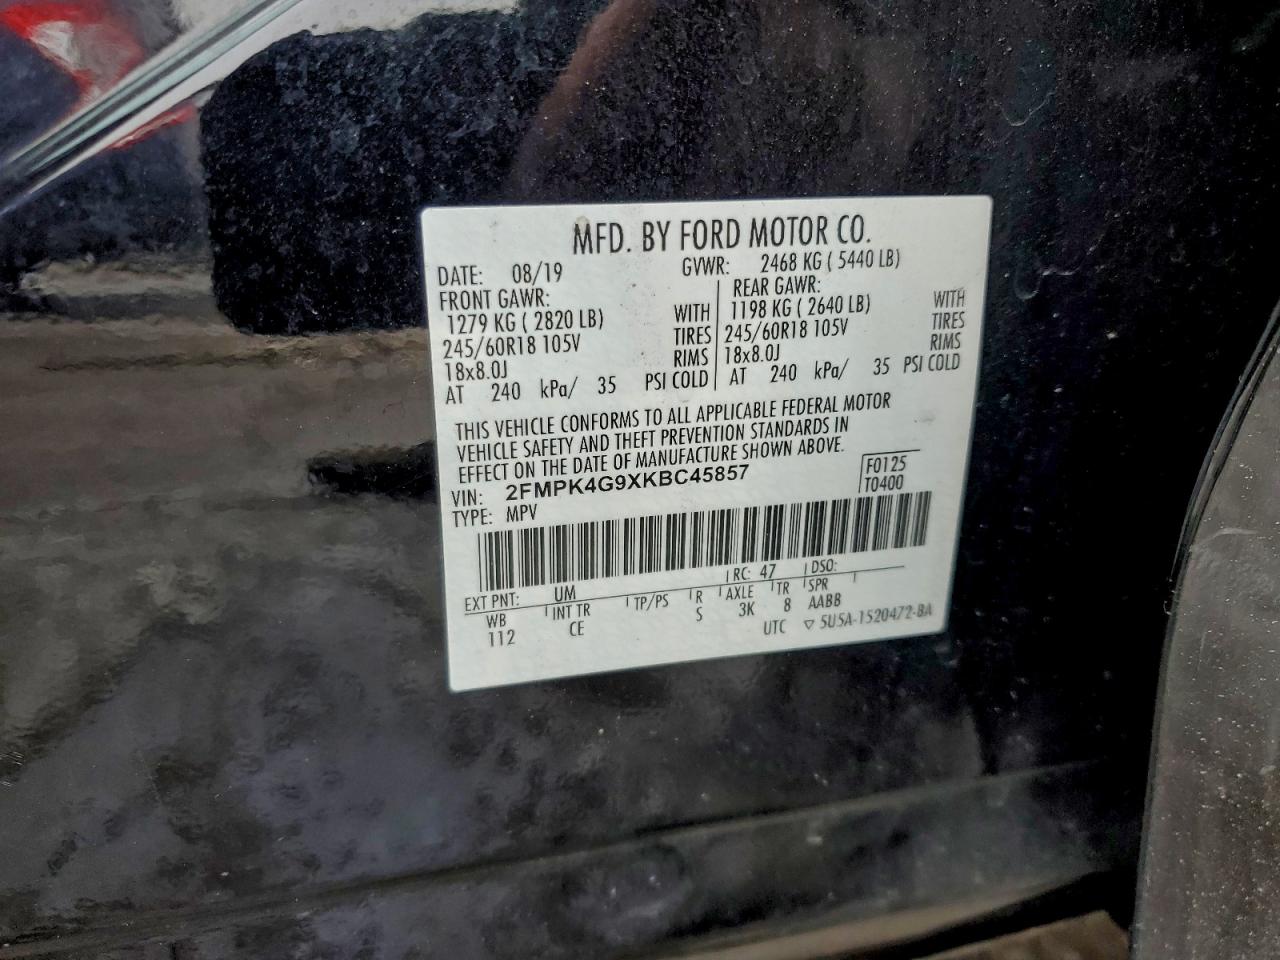 MFD. BY FORD MOTOR CO.
DATE: 08/19 GVWR: 2468 KG ( 5440 LB)
FRONT GAWR: REAR GAWR:
1279 KG ( 2820 LB) WITH 1198 KG ( 2640 LB) WITH
245/60R18 105V TIRES 245/60R18 105V TIRES
18x8.0J RIMS 18x8.0J RIMS
AT 240 kPa/ 35 PSI COLD AT 240 kPa/ 35 PSI COLD
THIS VEHICLE CONFORMS TO ALL APPLICABLE FEDERAL MOTOR
VEHICLE SAFETY AND THEFT PREVENTION STANDARDS IN
EFFECT ON THE DATE OF MANUFACTURE SHOWN ABOVE.
VIN: 2FMPK4G9XKBC45857 F0125
TYPE: MPV T0400
EXT PNT: UM RC: 47 DSO:
WB INT TR TP/PS R AXLE TR SPR
112 CE S 3K 8 AABB
UTC ▽ 5U5A-1520472-BA